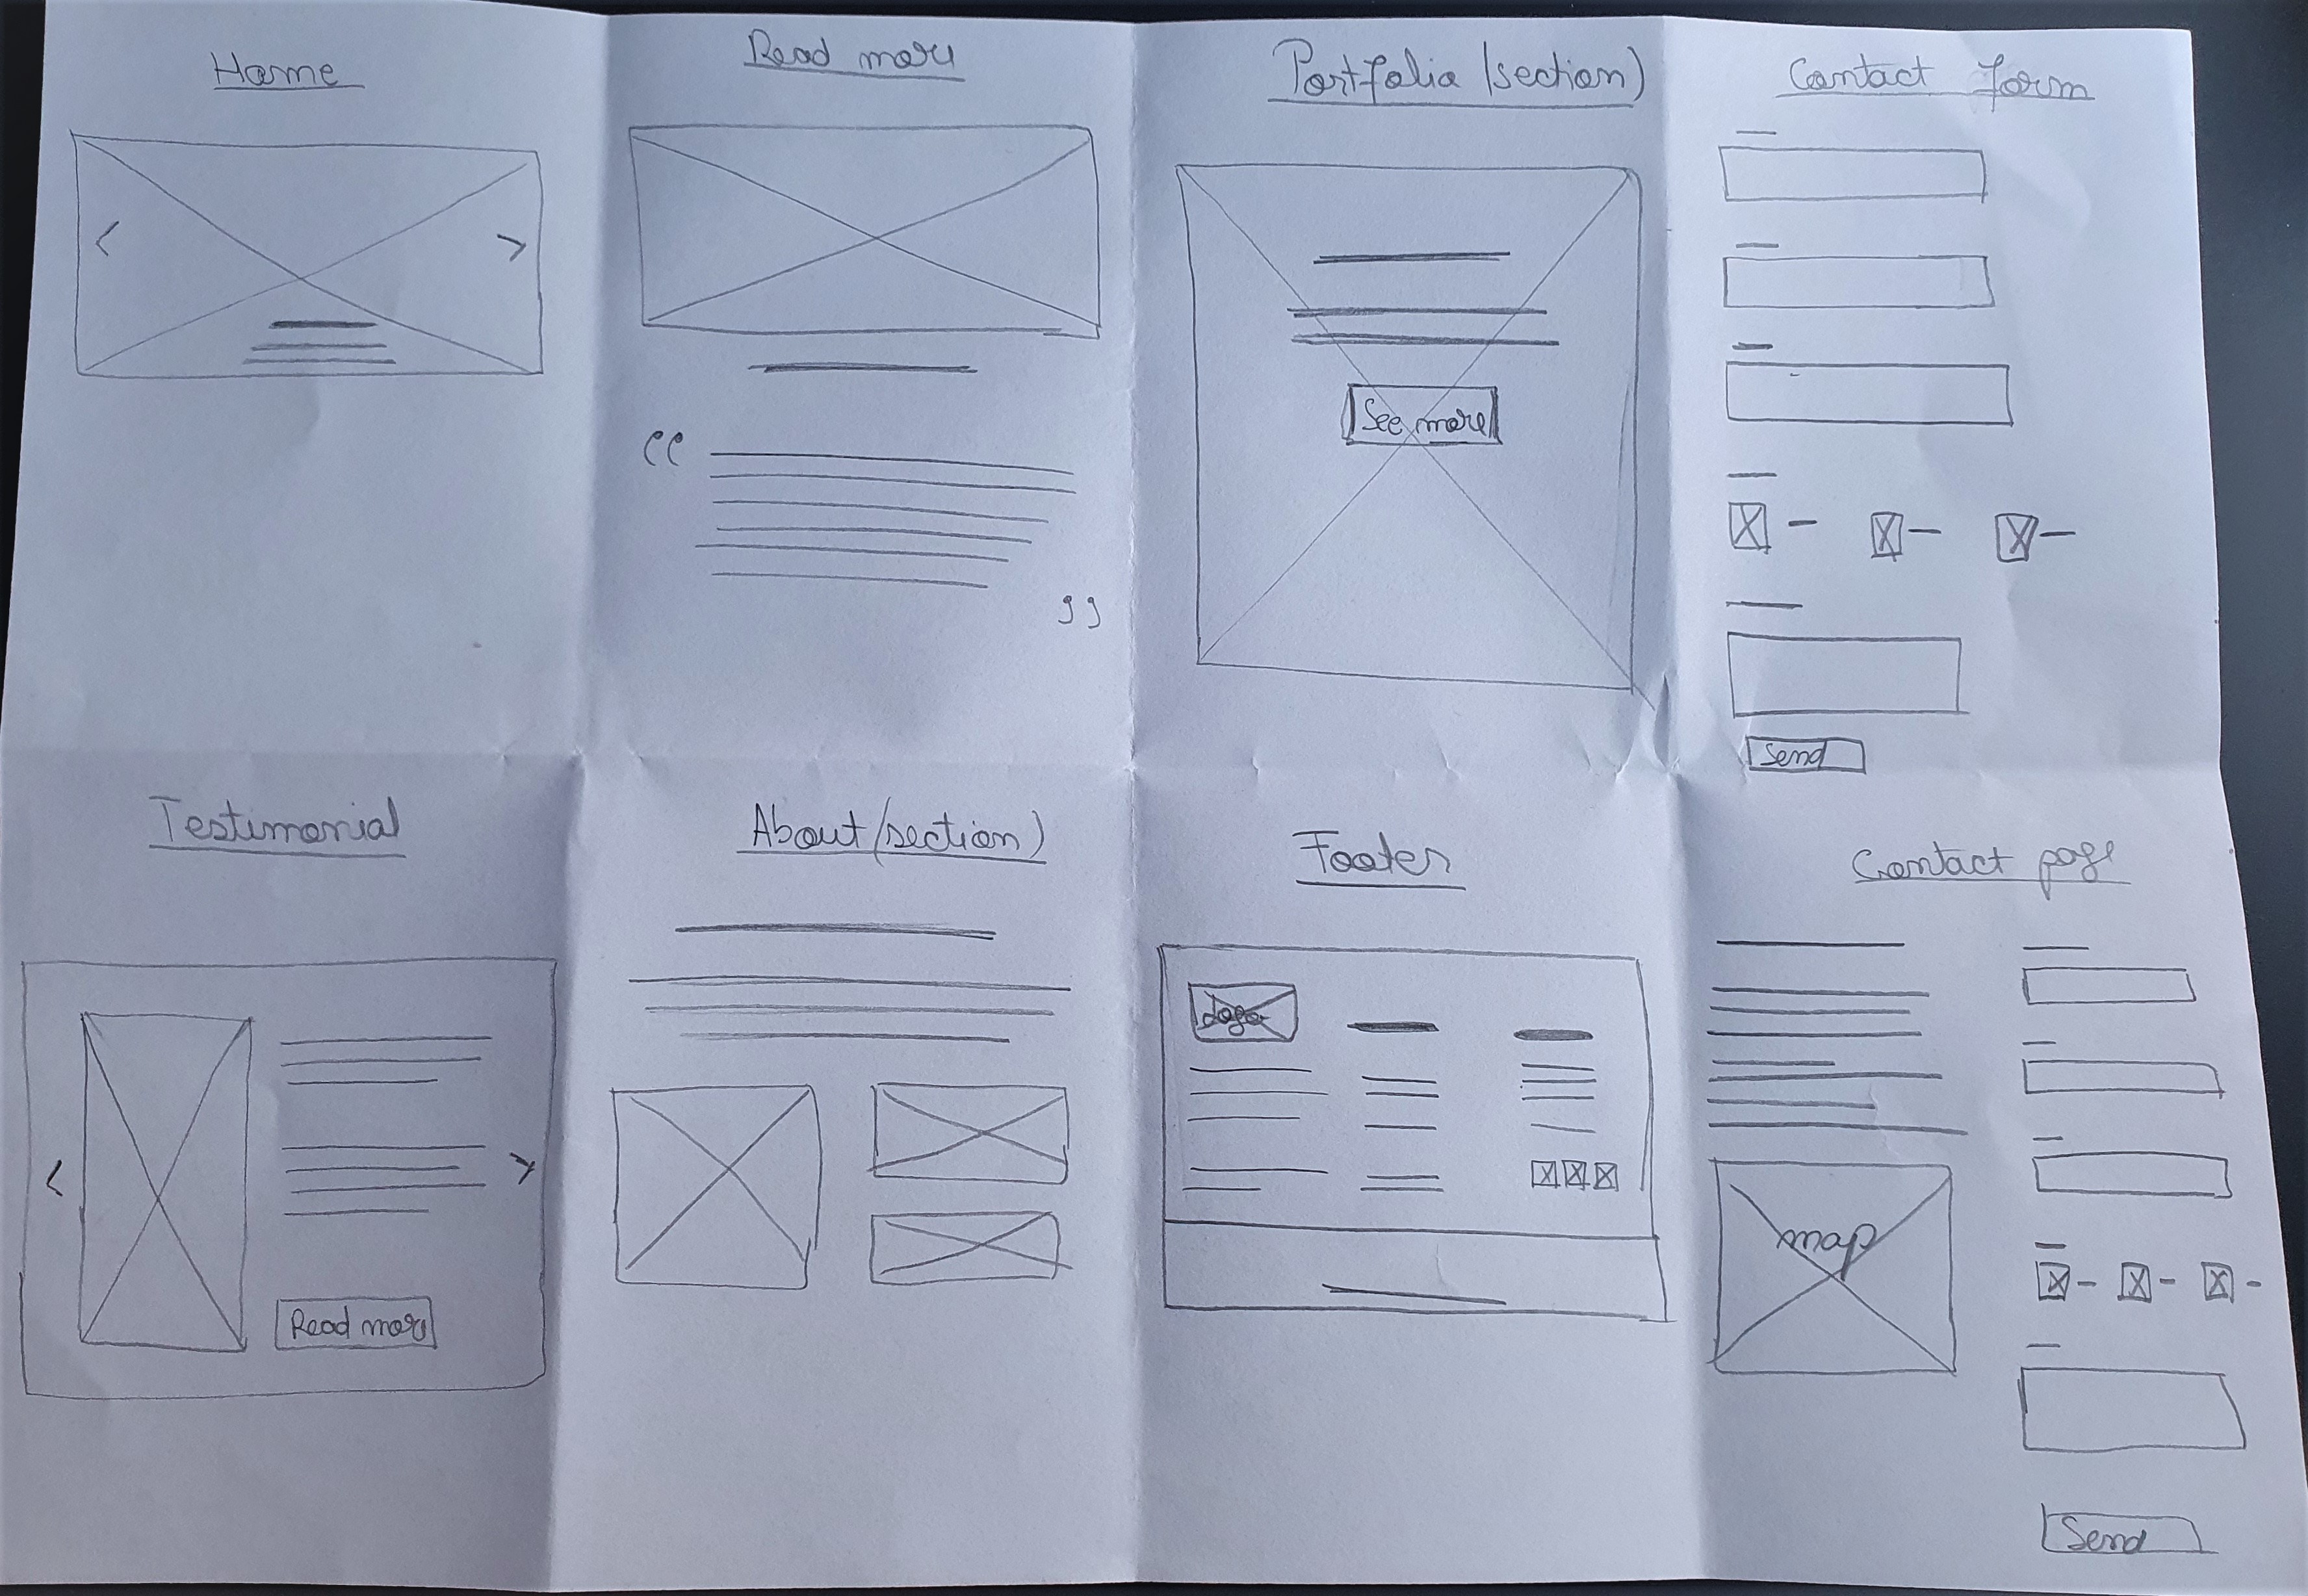 Home
Read more
Portfolio (section)
Contact form
See more
Send
Testimonial
About (section)
Footer
Contact page
Logo
map
Read more
Send